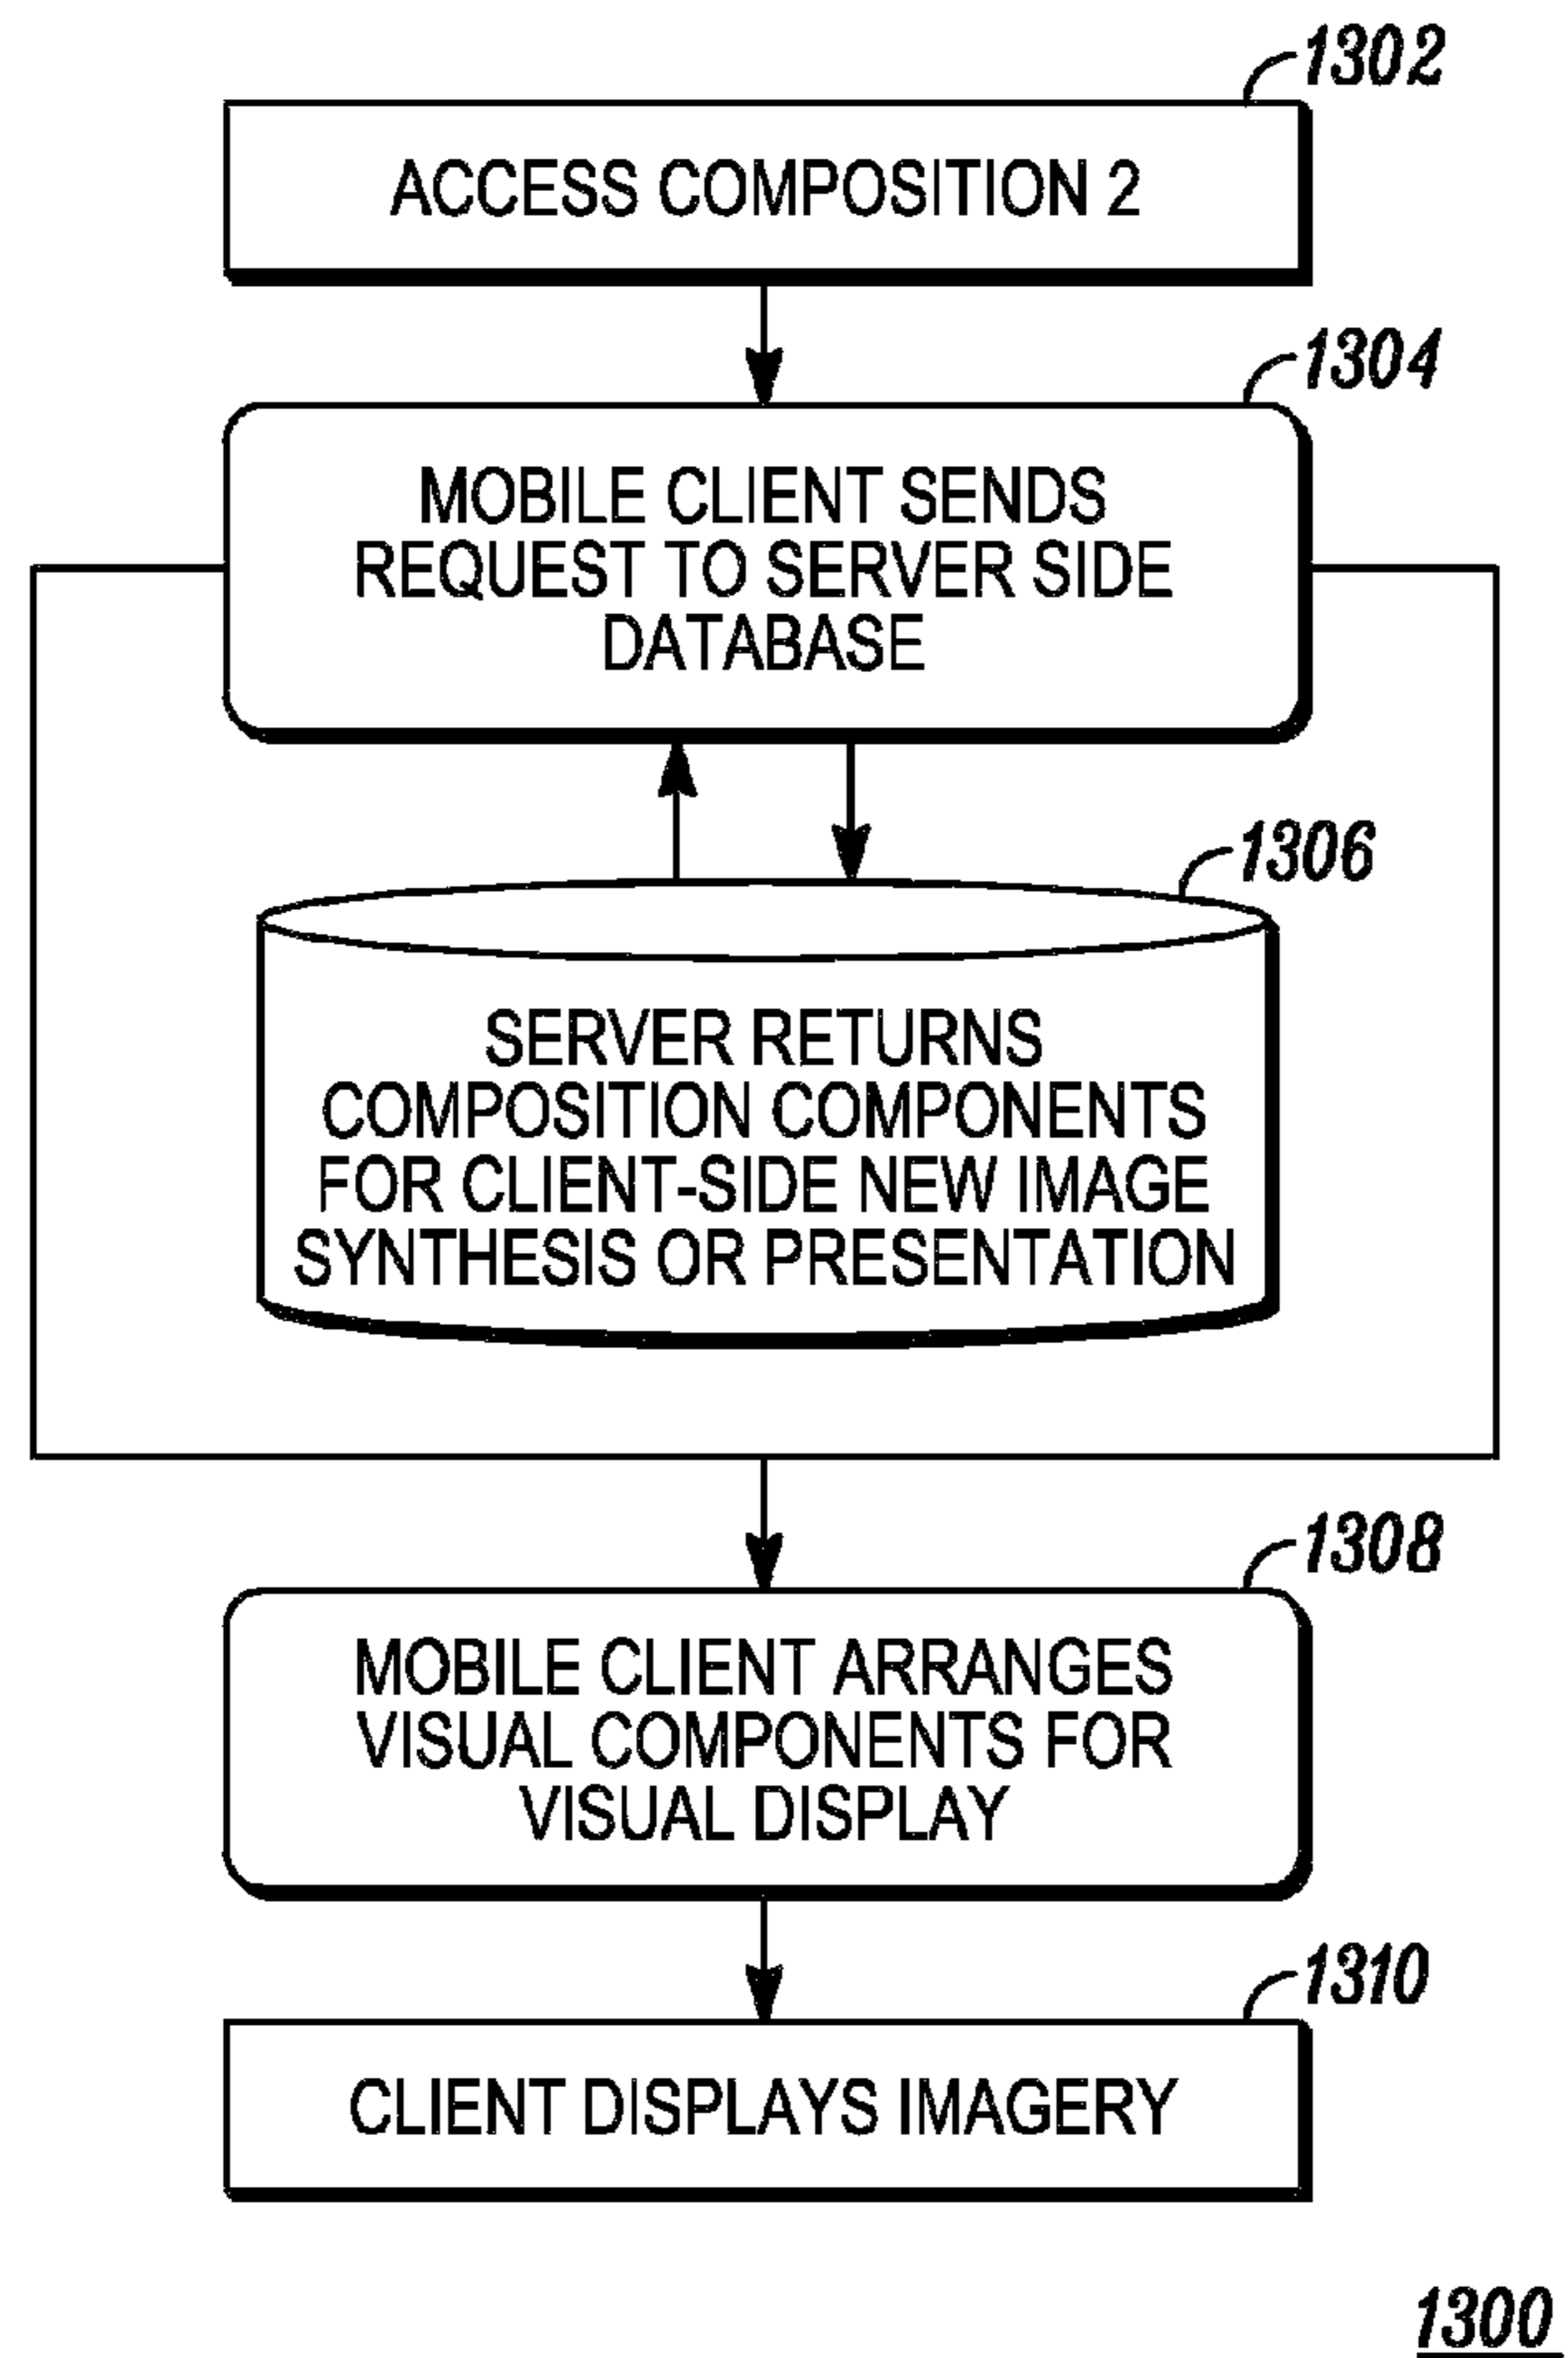 1302
ACCESS COMPOSITION 2
1304
MOBILE CLIENT SENDS
REQUEST TO SERVER SIDE
DATABASE
1306
SERVER RETURNS
COMPOSITION COMPONENTS
FOR CLIENT-SIDE NEW IMAGE
SYNTHESIS OR PRESENTATION
1308
MOBILE CLIENT ARRANGES
VISUAL COMPONENTS FOR
VISUAL DISPLAY
1310
CLIENT DISPLAYS IMAGERY
1300